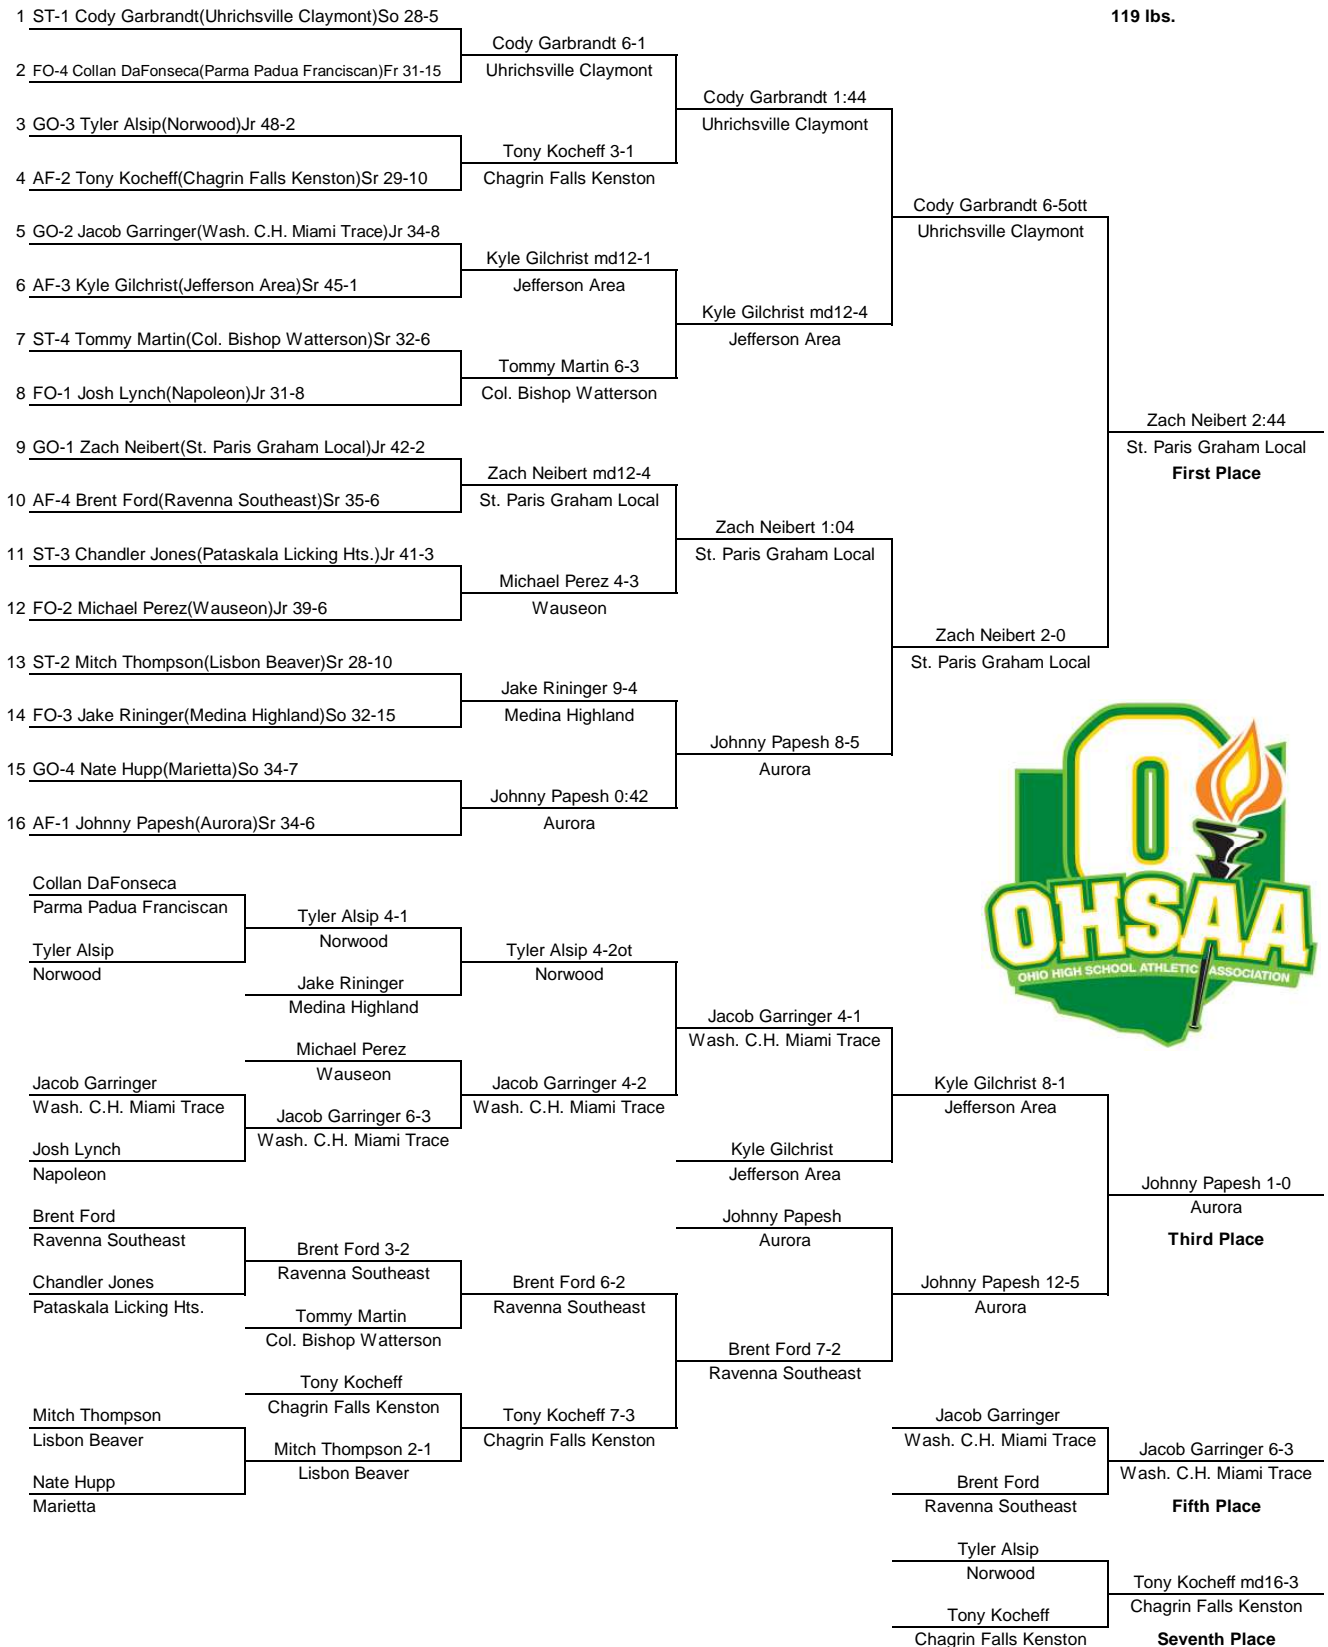 1 ST-1 Cody Garbrandt(Uhrichsville Claymont)So 28-5
119 lbs.
Cody Garbrandt 6-1
2 FO-4 Collan DaFonseca(Parma Padua Franciscan)Fr 31-15
Uhrichsville Claymont
Cody Garbrandt 1:44
3 GO-3 Tyler Alsip(Norwood)Jr 48-2
Uhrichsville Claymont
Tony Kocheff 3-1
4 AF-2 Tony Kocheff(Chagrin Falls Kenston)Sr 29-10
Chagrin Falls Kenston
Cody Garbrandt 6-5ott
5 GO-2 Jacob Garringer(Wash. C.H. Miami Trace)Jr 34-8
Uhrichsville Claymont
Kyle Gilchrist md12-1
6 AF-3 Kyle Gilchrist(Jefferson Area)Sr 45-1
Jefferson Area
Kyle Gilchrist md12-4
7 ST-4 Tommy Martin(Col. Bishop Watterson)Sr 32-6
Jefferson Area
Tommy Martin 6-3
8 FO-1 Josh Lynch(Napoleon)Jr 31-8
Col. Bishop Watterson
Zach Neibert 2:44
9 GO-1 Zach Neibert(St. Paris Graham Local)Jr 42-2
St. Paris Graham Local
Zach Neibert md12-4
First Place
10 AF-4 Brent Ford(Ravenna Southeast)Sr 35-6
St. Paris Graham Local
Zach Neibert 1:04
11 ST-3 Chandler Jones(Pataskala Licking Hts.)Jr 41-3
St. Paris Graham Local
Michael Perez 4-3
12 FO-2 Michael Perez(Wauseon)Jr 39-6
Wauseon
Zach Neibert 2-0
13 ST-2 Mitch Thompson(Lisbon Beaver)Sr 28-10
St. Paris Graham Local
Jake Rininger 9-4
14 FO-3 Jake Rininger(Medina Highland)So 32-15
Medina Highland
Johnny Papesh 8-5
15 GO-4 Nate Hupp(Marietta)So 34-7
Aurora
Johnny Papesh 0:42
16 AF-1 Johnny Papesh(Aurora)Sr 34-6
Aurora
O
OHSAA
OHIO HIGH SCHOOL ATHLETIC ASSOCIATION
Collan DaFonseca
Parma Padua Franciscan
Tyler Alsip 4-1
Norwood
Tyler Alsip
Norwood
Tyler Alsip 4-2ot
Norwood
Jake Rininger
Medina Highland
Jacob Garringer 4-1
Wash. C.H. Miami Trace
Michael Perez
Wauseon
Jacob Garringer
Wash. C.H. Miami Trace
Jacob Garringer 4-2
Wash. C.H. Miami Trace
Kyle Gilchrist 8-1
Jefferson Area
Jacob Garringer 6-3
Wash. C.H. Miami Trace
Josh Lynch
Napoleon
Kyle Gilchrist
Jefferson Area
Johnny Papesh 1-0
Aurora
Third Place
Brent Ford
Ravenna Southeast
Johnny Papesh
Aurora
Brent Ford 3-2
Ravenna Southeast
Chandler Jones
Pataskala Licking Hts.
Brent Ford 6-2
Ravenna Southeast
Johnny Papesh 12-5
Aurora
Tommy Martin
Col. Bishop Watterson
Brent Ford 7-2
Ravenna Southeast
Tony Kocheff
Chagrin Falls Kenston
Mitch Thompson
Lisbon Beaver
Tony Kocheff 7-3
Chagrin Falls Kenston
Jacob Garringer
Wash. C.H. Miami Trace
Mitch Thompson 2-1
Lisbon Beaver
Jacob Garringer 6-3
Wash. C.H. Miami Trace
Nate Hupp
Marietta
Brent Ford
Ravenna Southeast
Fifth Place
Tyler Alsip
Norwood
Tony Kocheff md16-3
Chagrin Falls Kenston
Tony Kocheff
Chagrin Falls Kenston
Seventh Place